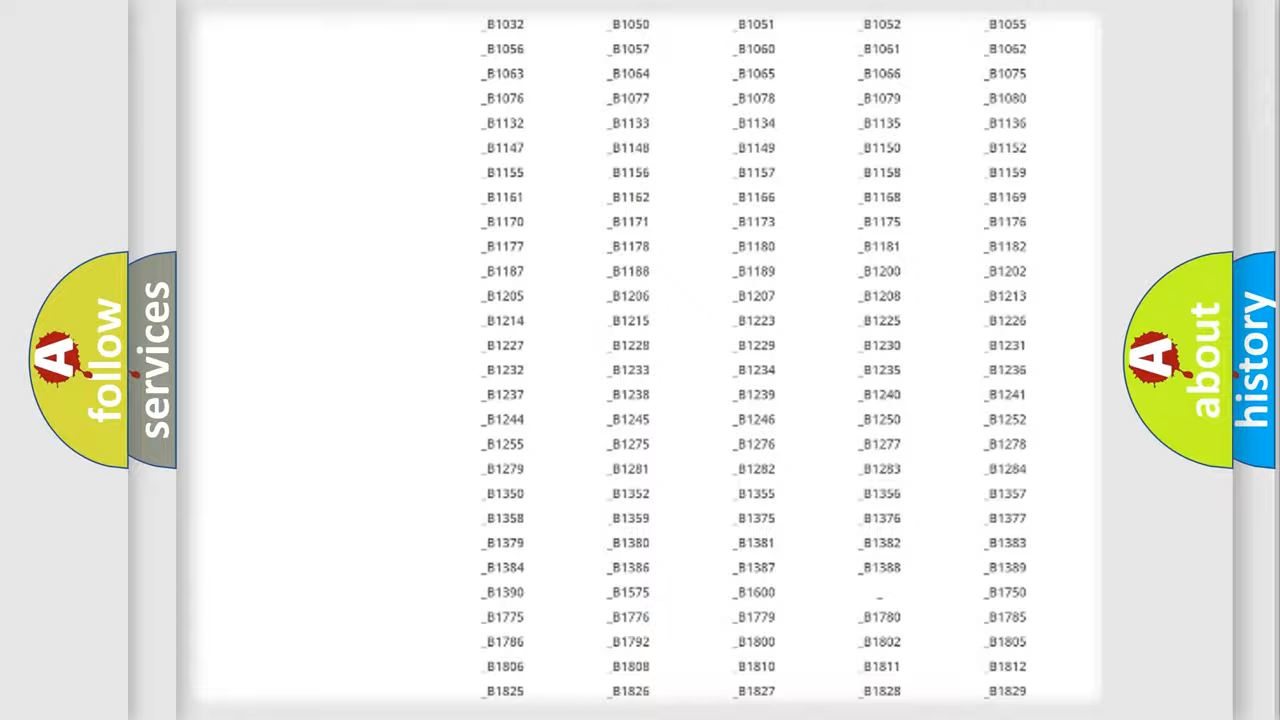 _B1032 _B1050 _B1051 _B1052 _B1055
_B1056 _B1057 _B1060 _B1061 _B1062
_B1063 _B1064 _B1065 _B1066 _B1075
_B1076 _B1077 _B1078 _B1079 _B1080
_B1132 _B1133 _B1134 _B1135 _B1136
_B1147 _B1148 _B1149 _B1150 _B1152
_B1155 _B1156 _B1157 _B1158 _B1159
_B1161 _B1162 _B1166 _B1168 _B1169
_B1170 _B1171 _B1173 _B1175 _B1176
_B1177 _B1178 _B1180 _B1181 _B1182
_B1187 _B1188 _B1189 _B1200 _B1202
_B1205 _B1206 _B1207 _B1208 _B1213
_B1214 _B1215 _B1223 _B1225 _B1226
_B1227 _B1228 _B1229 _B1230 _B1231
_B1232 _B1233 _B1234 _B1235 _B1236
_B1237 _B1238 _B1239 _B1240 _B1241
_B1244 _B1245 _B1246 _B1250 _B1252
_B1255 _B1275 _B1276 _B1277 _B1278
_B1279 _B1281 _B1282 _B1283 _B1284
_B1350 _B1352 _B1355 _B1356 _B1357
_B1358 _B1359 _B1375 _B1376 _B1377
_B1379 _B1380 _B1381 _B1382 _B1383
_B1384 _B1386 _B1387 _B1388 _B1389
_B1390 _B1575 _B1600 _ _B1750
_B1775 _B1776 _B1779 _B1780 _B1785
_B1786 _B1792 _B1800 _B1802 _B1805
_B1806 _B1808 _B1810 _B1811 _B1812
_B1825 _B1826 _B1827 _B1828 _B1829
A follow
services
A about
history